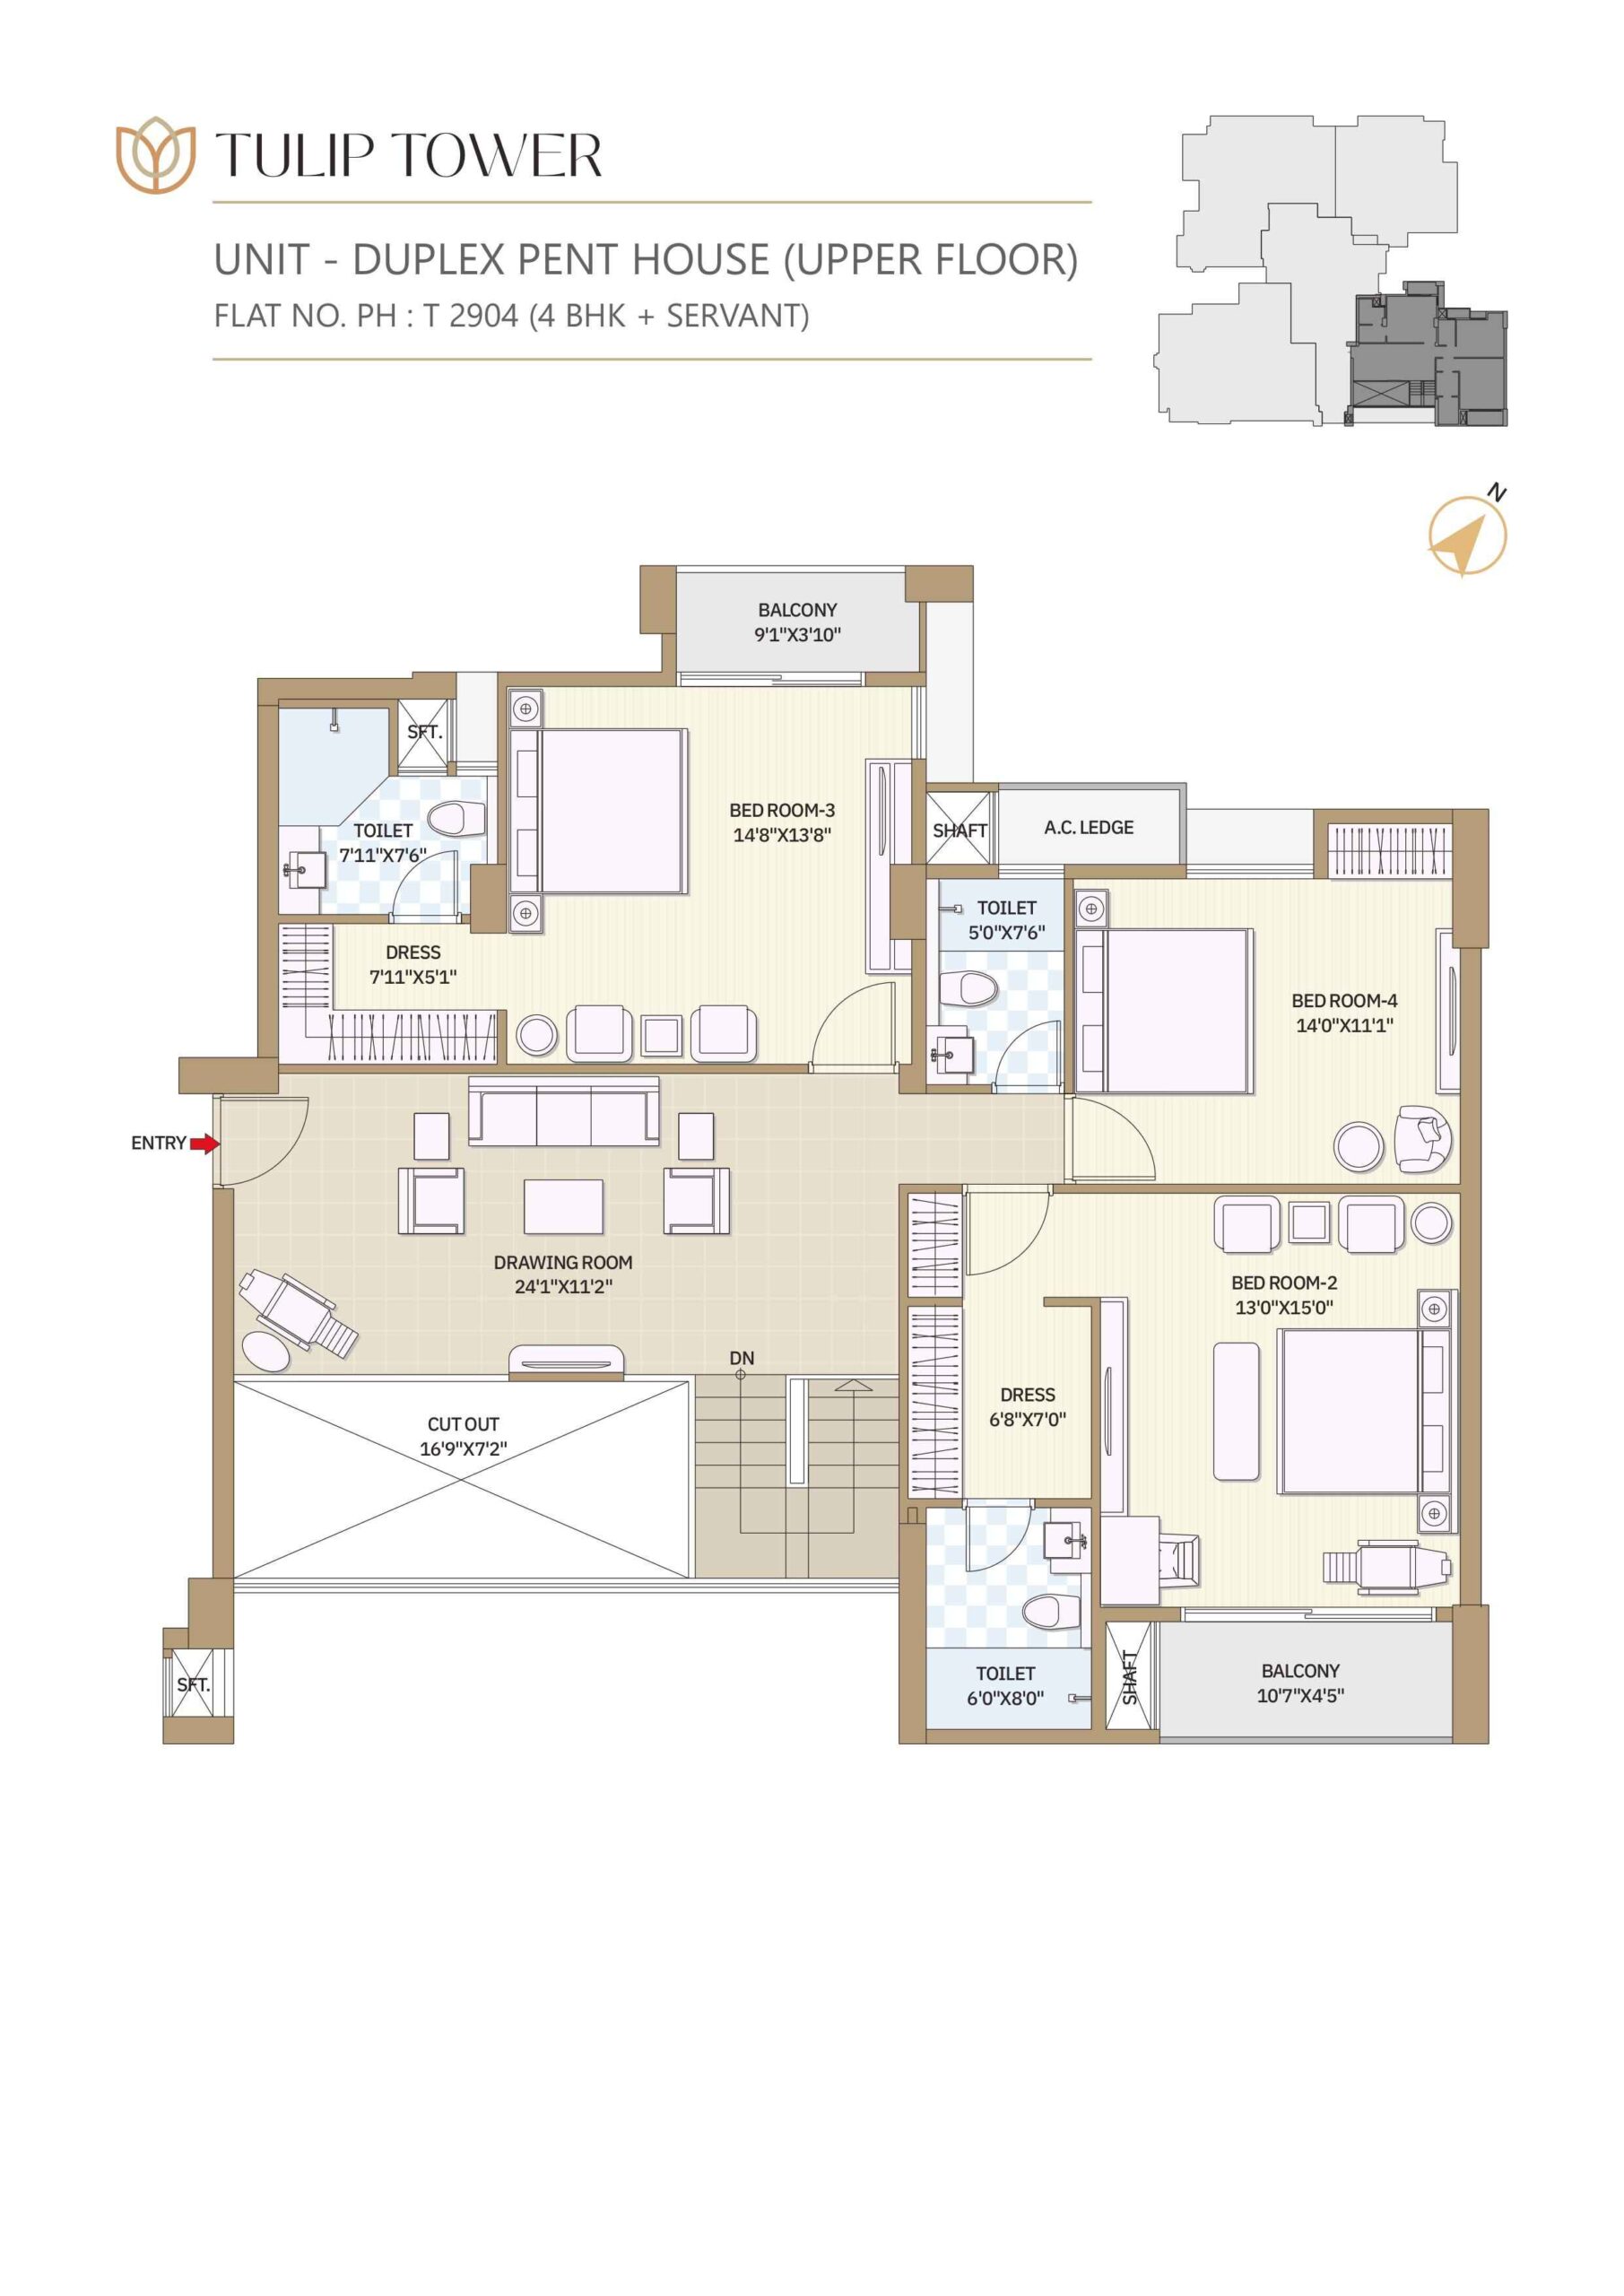 TULIP TOWER
UNIT - DUPLEX PENT HOUSE (UPPER FLOOR)
FLAT NO. PH : T 2904 (4 BHK + SERVANT)
N
BALCONY
9'1"X3'10"
SFT.
TOILET
7'11"X7'6"
BED ROOM-3
14'8"X13'8"
SHAFT
A.C. LEDGE
DRESS
7'11"X5'1"
TOILET
5'0"X7'6"
BED ROOM-4
14'0"X11'1"
ENTRY
DRAWING ROOM
24'1"X11'2"
BED ROOM-2
13'0"X15'0"
DN
CUT OUT
16'9"X7'2"
DRESS
6'8"X7'0"
SFT.
TOILET
6'0"X8'0"
SHAFT
BALCONY
10'7"X4'5"